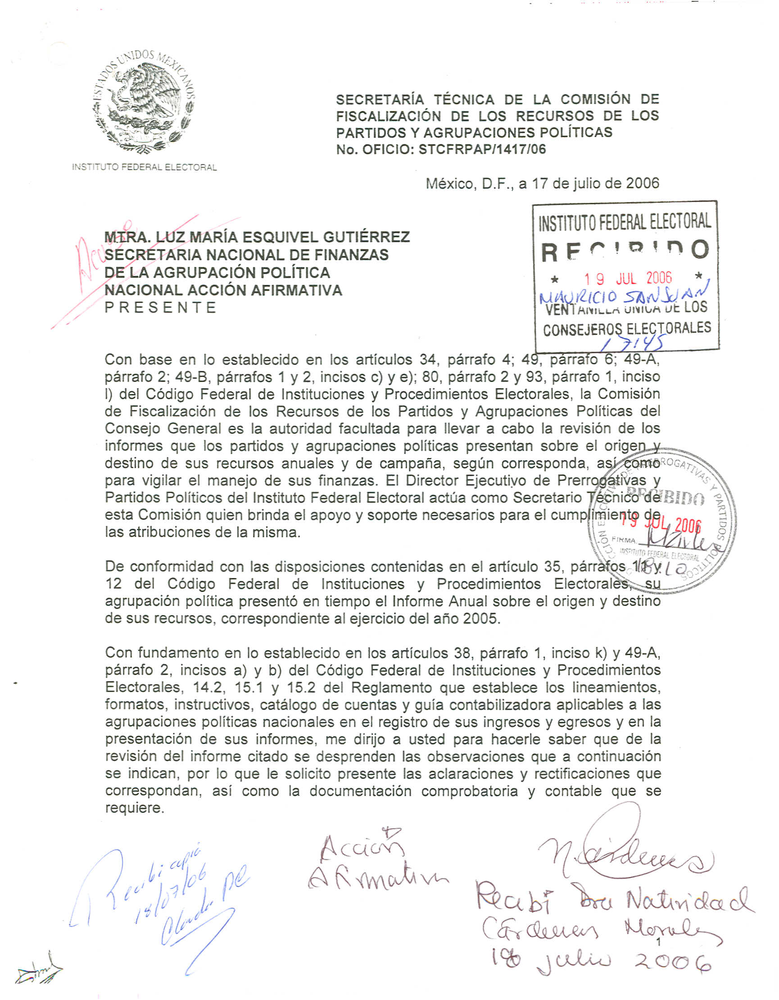 ESTADOS UNIDOS MEXICANOS
INSTITUTO FEDERAL ELECTORAL
SECRETARÍA TÉCNICA DE LA COMISIÓN DE
FISCALIZACIÓN DE LOS RECURSOS DE LOS
PARTIDOS Y AGRUPACIONES POLÍTICAS
No. OFICIO: STCFRPAP/1417/06
México, D.F., a 17 de julio de 2006
INSTITUTO FEDERAL ELECTORAL
RECIBIDO
* 19 JUL 2006 *
MAURICIO SANJUAN
VENTANILLA UNICA DE LOS
CONSEJEROS ELECTORALES
17:45
Acuse
MTRA. LUZ MARÍA ESQUIVEL GUTIÉRREZ
SECRETARIA NACIONAL DE FINANZAS
DE LA AGRUPACIÓN POLÍTICA
NACIONAL ACCIÓN AFIRMATIVA
P R E S E N T E
Con base en lo establecido en los artículos 34, párrafo 4; 49, párrafo 6; 49-A,
párrafo 2; 49-B, párrafos 1 y 2, incisos c) y e); 80, párrafo 2 y 93, párrafo 1, inciso
l) del Código Federal de Instituciones y Procedimientos Electorales, la Comisión
de Fiscalización de los Recursos de los Partidos y Agrupaciones Políticas del
Consejo General es la autoridad facultada para llevar a cabo la revisión de los
informes que los partidos y agrupaciones políticas presentan sobre el origen y
destino de sus recursos anuales y de campaña, según corresponda, así como
para vigilar el manejo de sus finanzas. El Director Ejecutivo de Prerrogativas y
Partidos Políticos del Instituto Federal Electoral actúa como Secretario Técnico de
esta Comisión quien brinda el apoyo y soporte necesarios para el cumplimiento de
las atribuciones de la misma.
DIRECCIÓN EJECUTIVA DE PRERROGATIVAS Y PARTIDOS POLÍTICOS
RECIBIDO
19 JUL 2006
FIRMA
INSTITUTO FEDERAL ELECTORAL
De conformidad con las disposiciones contenidas en el artículo 35, párrafos 11 y
12 del Código Federal de Instituciones y Procedimientos Electorales, su
agrupación política presentó en tiempo el Informe Anual sobre el origen y destino
de sus recursos, correspondiente al ejercicio del año 2005.
Con fundamento en lo establecido en los artículos 38, párrafo 1, inciso k) y 49-A,
párrafo 2, incisos a) y b) del Código Federal de Instituciones y Procedimientos
Electorales, 14.2, 15.1 y 15.2 del Reglamento que establece los lineamientos,
formatos, instructivos, catálogo de cuentas y guía contabilizadora aplicables a las
agrupaciones políticas nacionales en el registro de sus ingresos y egresos y en la
presentación de sus informes, me dirijo a usted para hacerle saber que de la
revisión del informe citado se desprenden las observaciones que a continuación
se indican, por lo que le solicito presente las aclaraciones y rectificaciones que
correspondan, así como la documentación comprobatoria y contable que se
requiere.
Recibi copia
18/07/06
Acción
Afirmativa
N. Cárdenas
Recibí Dra Natividad
Cárdenas Morales
18 julio 2006
1